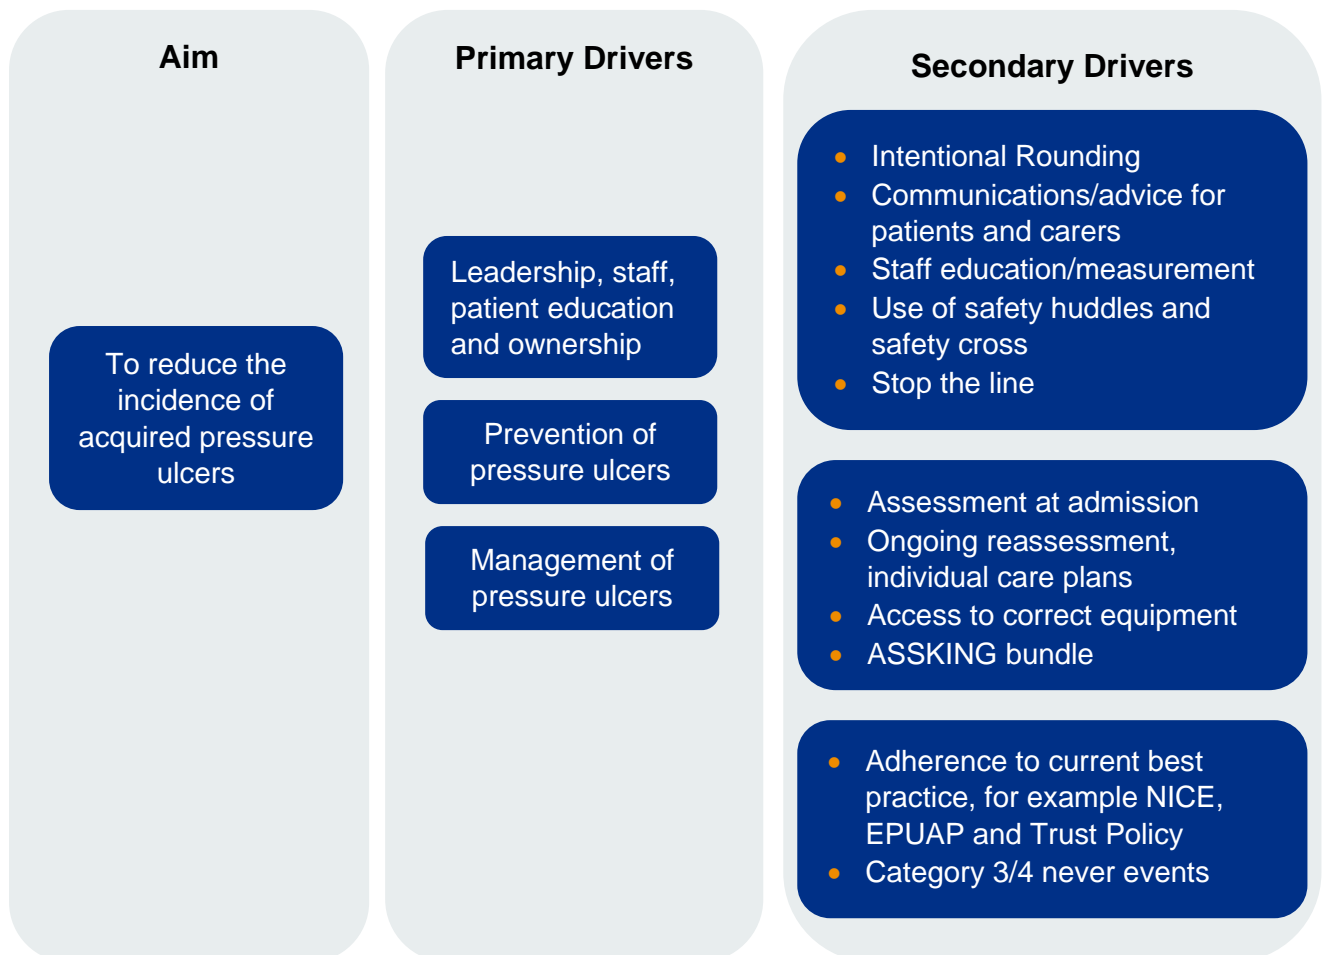 Aim
To reduce the
incidence of
acquired pressure
ulcers
Primary Drivers
Leadership, staff,
patient education
and ownership
Prevention of
pressure ulcers
Management of
pressure ulcers
Secondary Drivers
• Intentional Rounding
• Communications/advice for
patients and carers
• Staff education/measurement
• Use of safety huddles and
safety cross
• Stop the line
• Assessment at admission
• Ongoing reassessment,
individual care plans
• Access to correct equipment
• ASSKING bundle
• Adherence to current best
practice, for example NICE,
EPUAP and Trust Policy
• Category 3/4 never events